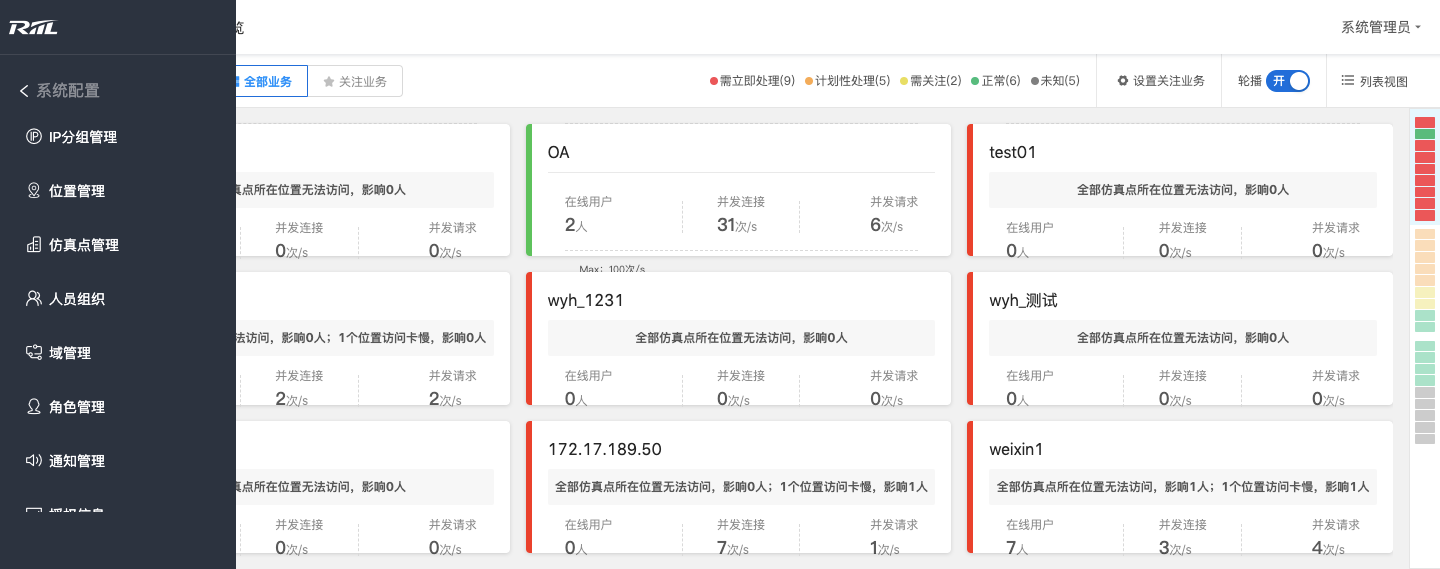 RIIL
览
系统管理员
系统配置
IP分组管理
位置管理
仿真点管理
人员组织
域管理
角色管理
通知管理
授权信息
全部业务
关注业务
需立即处理(9)
计划性处理(5)
需关注(2)
正常(6)
未知(5)
设置关注业务
轮播
开
列表视图
真点所在位置无法访问，影响0人
并发连接
并发请求
0次/s
0次/s
OA
在线用户
并发连接
并发请求
2人
31次/s
6次/s
Max：100次/s
test01
全部仿真点所在位置无法访问，影响0人
在线用户
并发连接
并发请求
0人
0次/s
0次/s
法访问，影响0人；1个位置访问卡慢，影响0人
并发连接
并发请求
2次/s
2次/s
wyh_1231
全部仿真点所在位置无法访问，影响0人
在线用户
并发连接
并发请求
0人
0次/s
0次/s
wyh_测试
全部仿真点所在位置无法访问，影响0人
在线用户
并发连接
并发请求
0人
0次/s
0次/s
真点所在位置无法访问，影响0人
并发连接
并发请求
0次/s
0次/s
172.17.189.50
全部仿真点所在位置无法访问，影响0人；1个位置访问卡慢，影响1人
在线用户
并发连接
并发请求
0人
7次/s
1次/s
weixin1
全部仿真点所在位置无法访问，影响1人；1个位置访问卡慢，影响1人
在线用户
并发连接
并发请求
7人
3次/s
4次/s